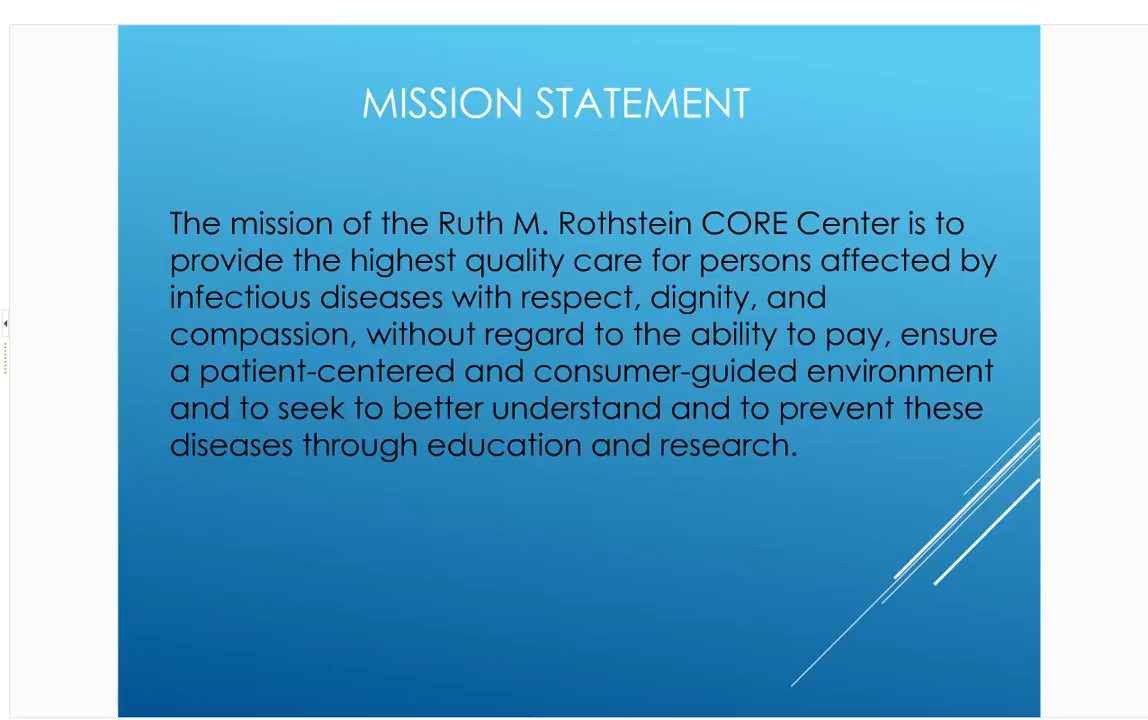 MISSION STATEMENT
The mission of the Ruth M. Rothstein CORE Center is to
provide the highest quality care for persons affected by
infectious diseases with respect, dignity, and
compassion, without regard to the ability to pay, ensure
a patient-centered and consumer-guided environment
and to seek to better understand and to prevent these
diseases through education and research.